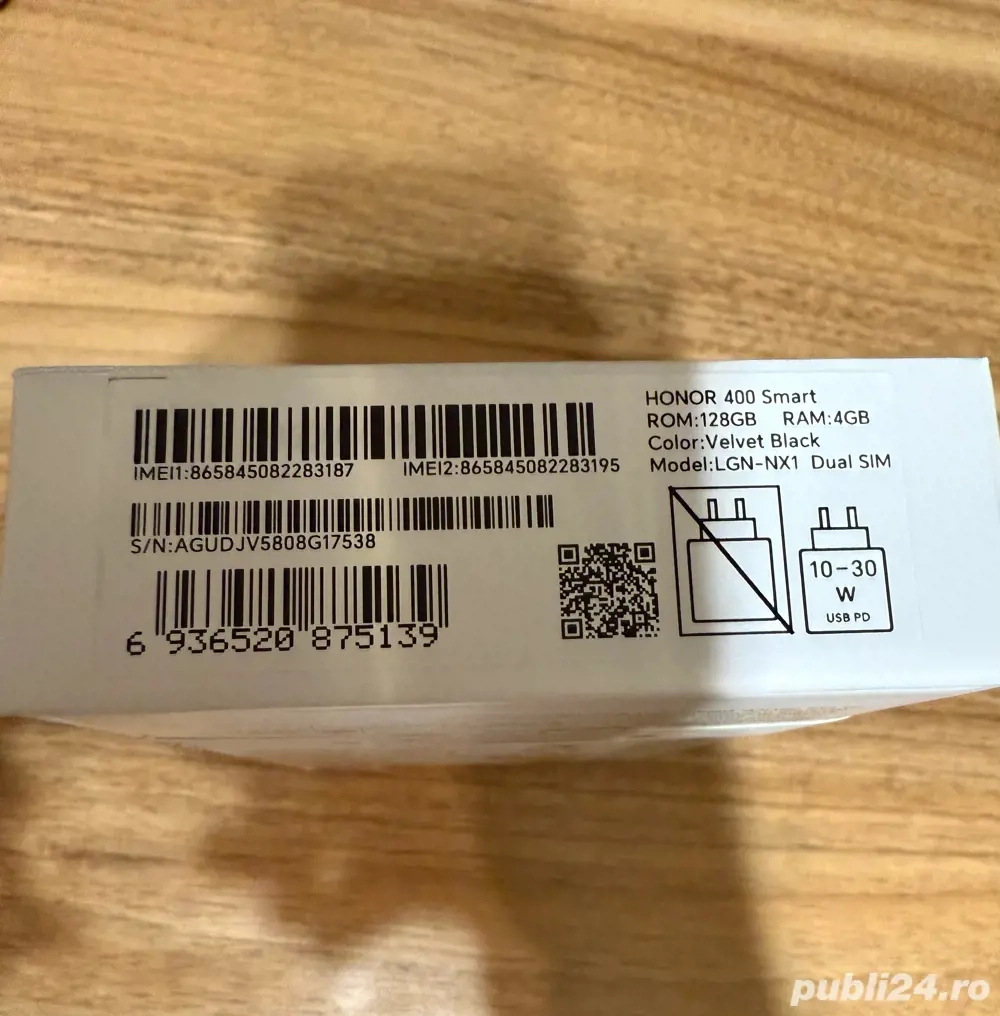 IMEI1:865845082283187 IMEI2:865845082283195
S/N:AGUDJV5808G17538
6 936520 875139
HONOR 400 Smart
ROM:128GB RAM:4GB
Color:Velvet Black
Model:LGN-NX1 Dual SIM
10-30
W
USB PD
publi24.ro